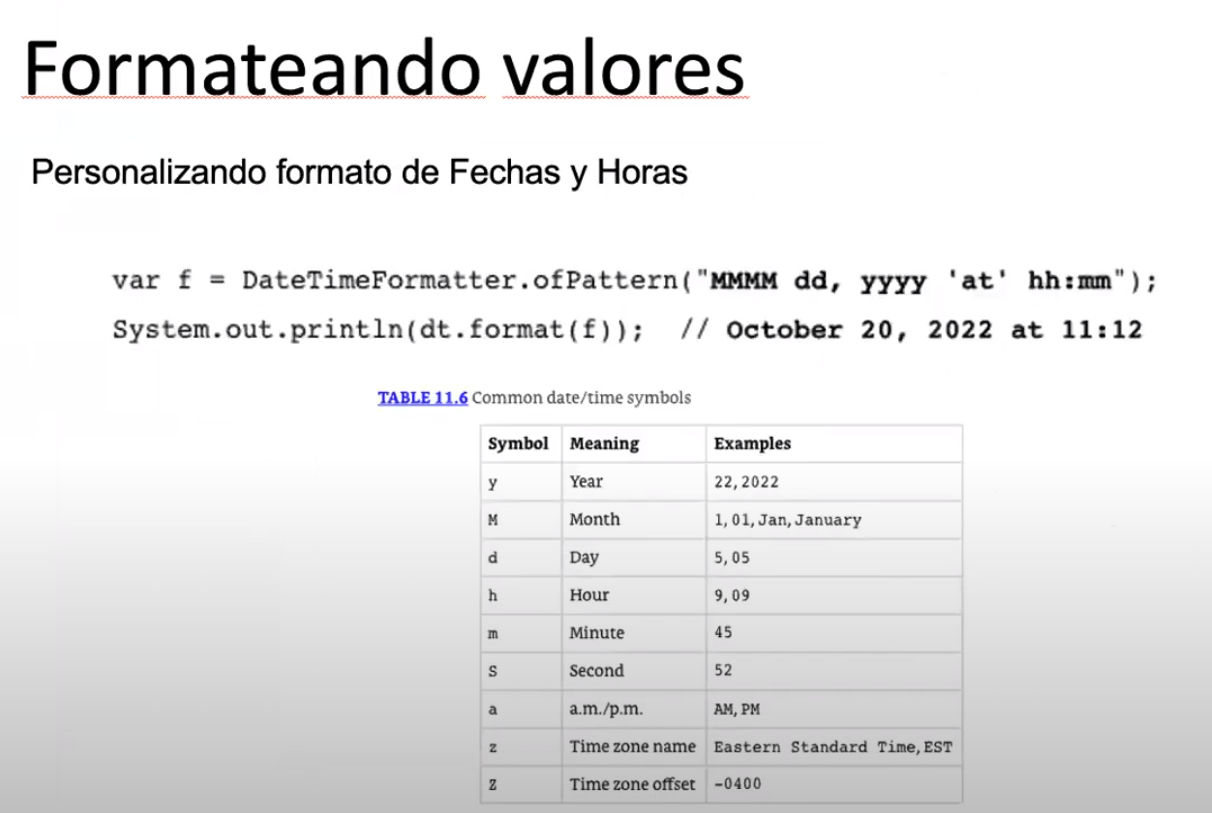 Formateando valores
Personalizando formato de Fechas y Horas
var f = DateTimeFormatter.ofPattern("MMMM dd, yyyy 'at' hh:mm");
System.out.println(dt.format(f));  // October 20, 2022 at 11:12
TABLE 11.6 Common date/time symbols
Symbol Meaning Examples
y Year 22, 2022
M Month 1, 01, Jan, January
d Day 5, 05
h Hour 9, 09
m Minute 45
S Second 52
a a.m./p.m. AM, PM
z Time zone name Eastern Standard Time, EST
Z Time zone offset -0400